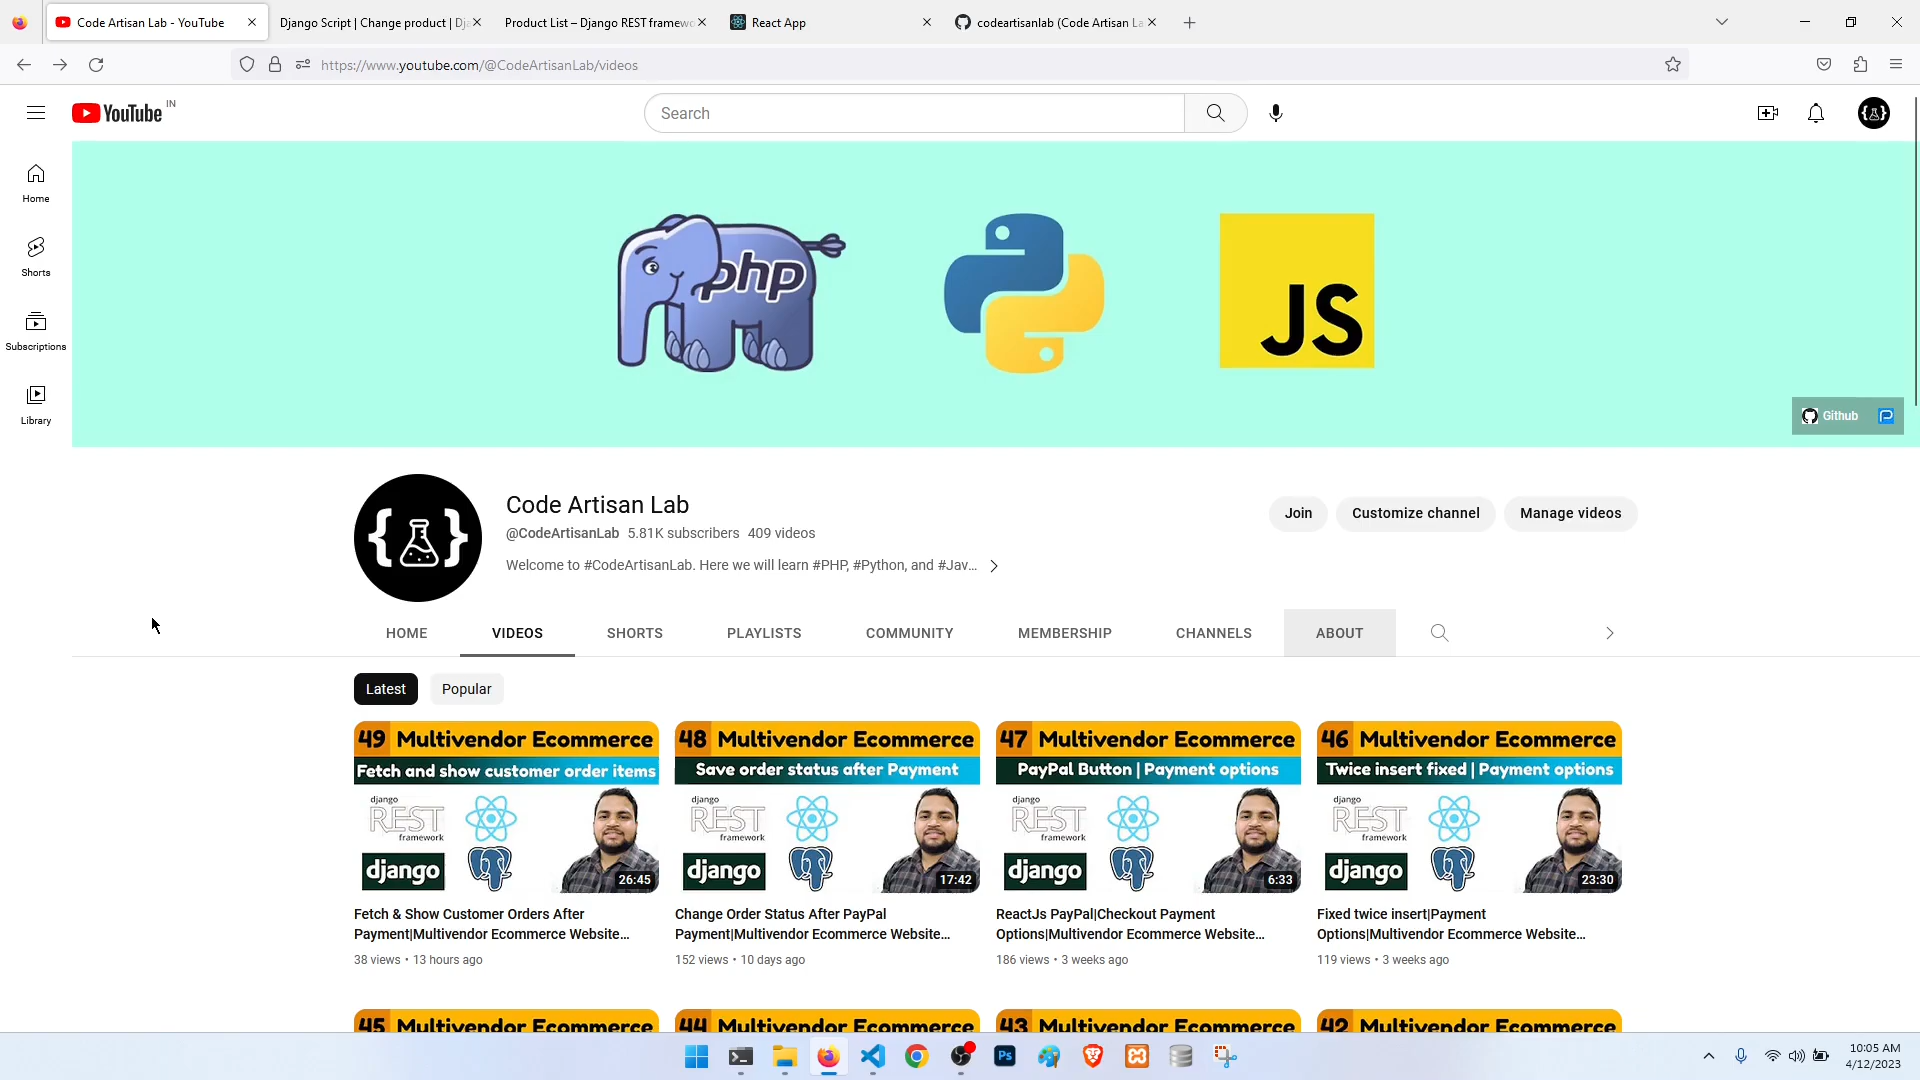 Code Artisan Lab - YouTube
Django Script | Change product | Dj
Product List – Django REST framewo
React App
codeartisanlab (Code Artisan La
https://www.youtube.com/@CodeArtisanLab/videos
YouTube IN
Search
Home
Shorts
Subscriptions
Library
php
JS
Github
Code Artisan Lab
@CodeArtisanLab 5.81K subscribers 409 videos
Welcome to #CodeArtisanLab. Here we will learn #PHP, #Python, and #Jav...
Join
Customize channel
Manage videos
HOME
VIDEOS
SHORTS
PLAYLISTS
COMMUNITY
MEMBERSHIP
CHANNELS
ABOUT
Latest
Popular
49 Multivendor Ecommerce
Fetch and show customer order items
django
REST
framework
django
26:45
Fetch & Show Customer Orders After
Payment|Multivendor Ecommerce Website...
38 views • 13 hours ago
48 Multivendor Ecommerce
Save order status after Payment
django
REST
framework
django
17:42
Change Order Status After PayPal
Payment|Multivendor Ecommerce Website...
152 views • 10 days ago
47 Multivendor Ecommerce
PayPal Button | Payment options
django
REST
framework
django
6:33
ReactJs PayPal|Checkout Payment
Options|Multivendor Ecommerce Website...
186 views • 3 weeks ago
46 Multivendor Ecommerce
Twice insert fixed | Payment options
django
REST
framework
django
23:30
Fixed twice insert|Payment
Options|Multivendor Ecommerce Website...
119 views • 3 weeks ago
45 Multivendor Ecommerce
44 Multivendor Ecommerce
43 Multivendor Ecommerce
42 Multivendor Ecommerce
Ps
10:05 AM
4/12/2023